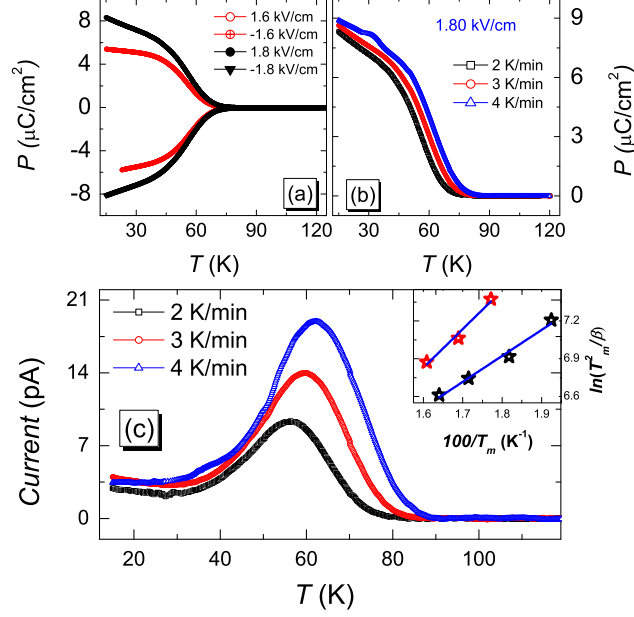 8
4
0
-4
-8
P (μC/cm²)
1.6 kV/cm
-1.6 kV/cm
1.8 kV/cm
-1.8 kV/cm
(a)
30 60 90 120
T (K)
1.80 kV/cm
2 K/min
3 K/min
4 K/min
(b)
30 60 90 120
T (K)
9
6
3
0
P (μC/cm²)
21
14
7
0
Current (pA)
2 K/min
3 K/min
4 K/min
(c)
20 40 60 80 100
T (K)
7.2
6.9
6.6
ln(T²ₘ/β)
1.6 1.7 1.8 1.9
100/Tₘ (K⁻¹)